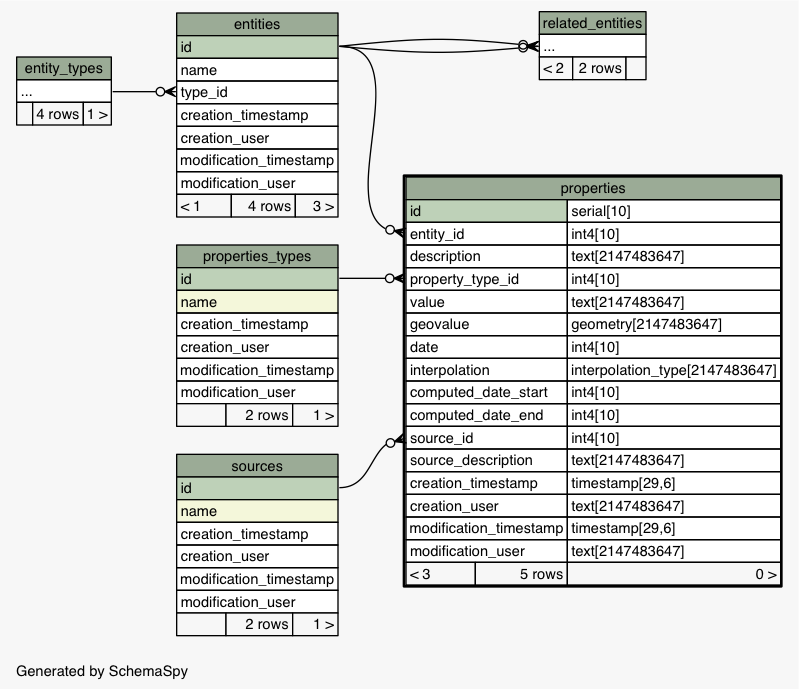 entities
id
name
type_id
creation_timestamp
creation_user
modification_timestamp
modification_user
< 1 4 rows 3 >
related_entities
...
< 2 2 rows
entity_types
...
4 rows 1 >
properties_types
id
name
creation_timestamp
creation_user
modification_timestamp
modification_user
2 rows 1 >
sources
id
name
creation_timestamp
creation_user
modification_timestamp
modification_user
2 rows 1 >
properties
id serial[10]
entity_id int4[10]
description text[2147483647]
property_type_id int4[10]
value text[2147483647]
geovalue geometry[2147483647]
date int4[10]
interpolation interpolation_type[2147483647]
computed_date_start int4[10]
computed_date_end int4[10]
source_id int4[10]
source_description text[2147483647]
creation_timestamp timestamp[29,6]
creation_user text[2147483647]
modification_timestamp timestamp[29,6]
modification_user text[2147483647]
< 3 5 rows 0 >
Generated by SchemaSpy